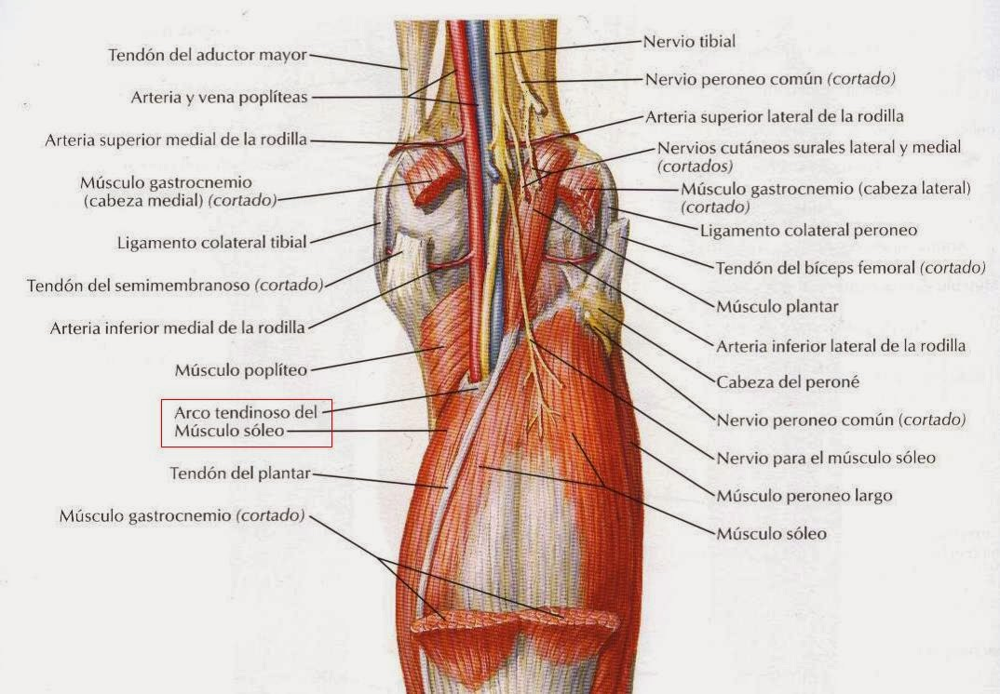 Tendón del aductor mayor
Arteria y vena poplíteas
Arteria superior medial de la rodilla
Músculo gastrocnemio
(cabeza medial) (cortado)
Ligamento colateral tibial
Tendón del semimembranoso (cortado)
Arteria inferior medial de la rodilla
Músculo poplíteo
Arco tendinoso del
Músculo sóleo
Tendón del plantar
Músculo gastrocnemio (cortado)
Nervio tibial
Nervio peroneo común (cortado)
Arteria superior lateral de la rodilla
Nervios cutáneos surales lateral y medial
(cortados)
Músculo gastrocnemio (cabeza lateral)
(cortado)
Ligamento colateral peroneo
Tendón del bíceps femoral (cortado)
Músculo plantar
Arteria inferior lateral de la rodilla
Cabeza del peroné
Nervio peroneo común (cortado)
Nervio para el músculo sóleo
Músculo peroneo largo
Músculo sóleo